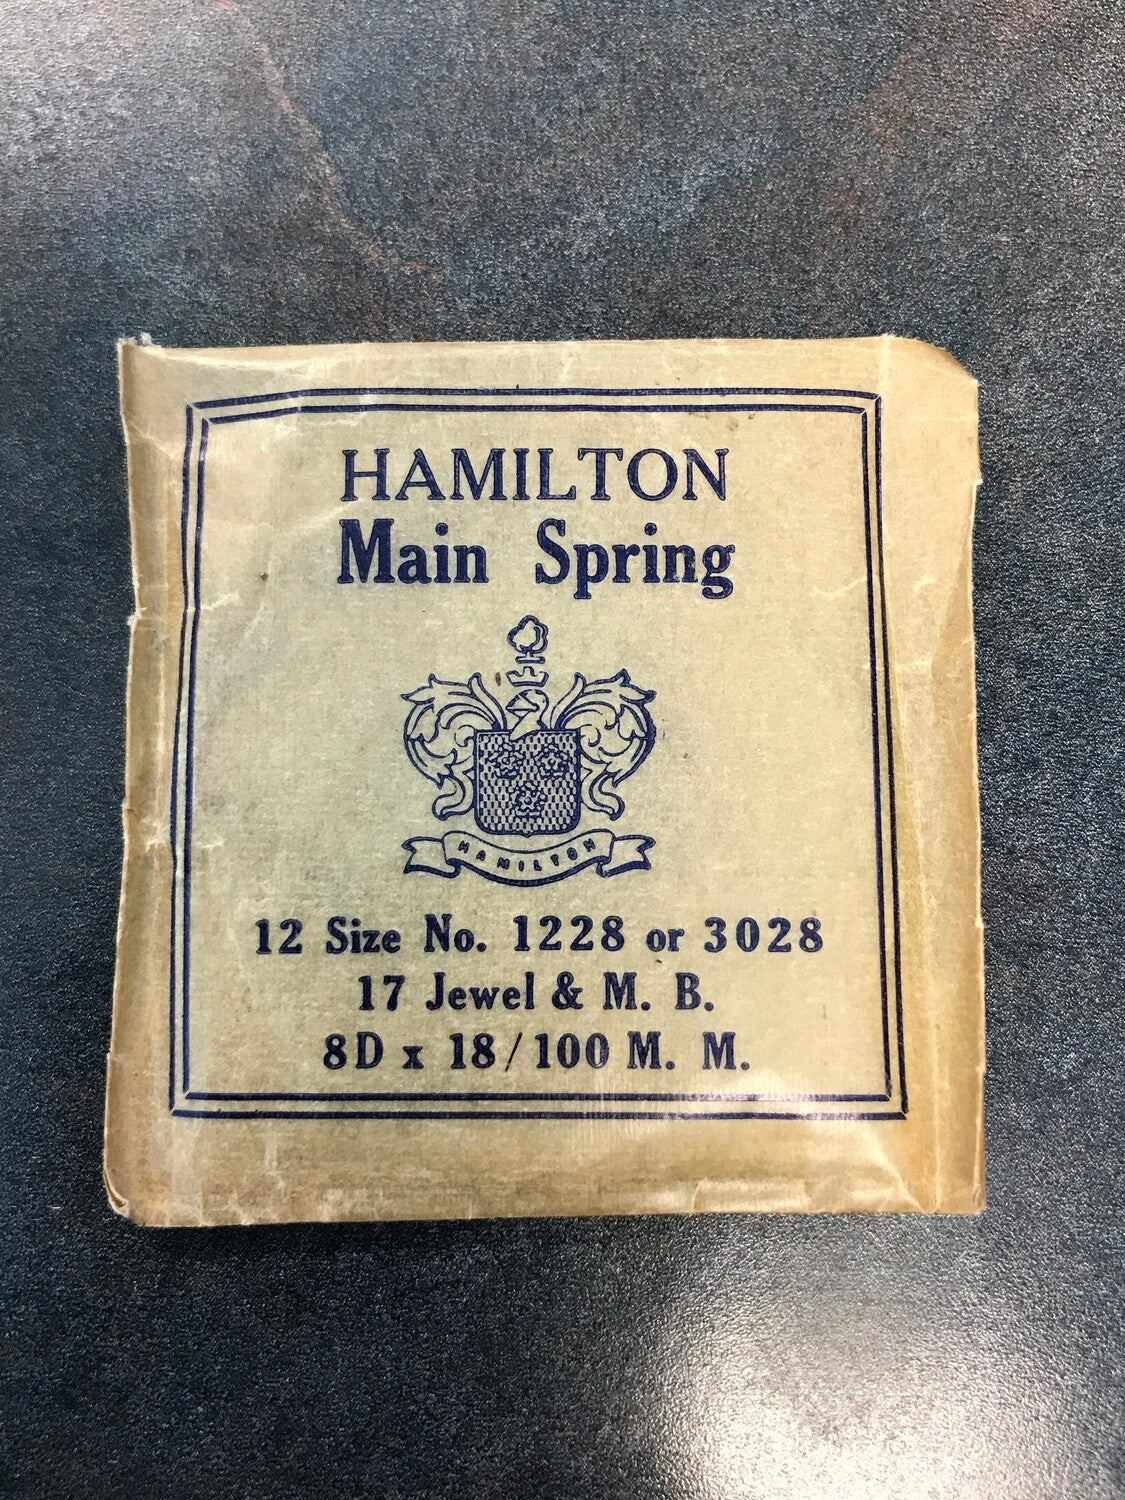 HAMILTON
Main Spring
HAMILTON
12 Size No. 1228 or 3028
17 Jewel & M. B.
8D x 18/100 M. M.